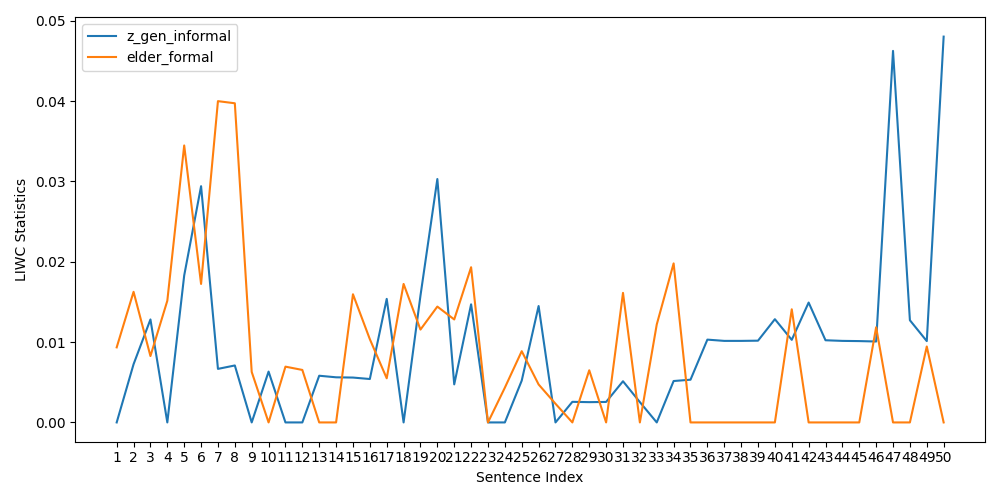 z_gen_informal
elder_formal
0.05
0.04
0.03
0.02
0.01
0.00
LIWC Statistics
1 2 3 4 5 6 7 8 9 10 11 12 13 14 15 16 17 18 19 20 21 22 23 24 25 26 27 28 29 30 31 32 33 34 35 36 37 38 39 40 41 42 43 44 45 46 47 48 49 50
Sentence Index